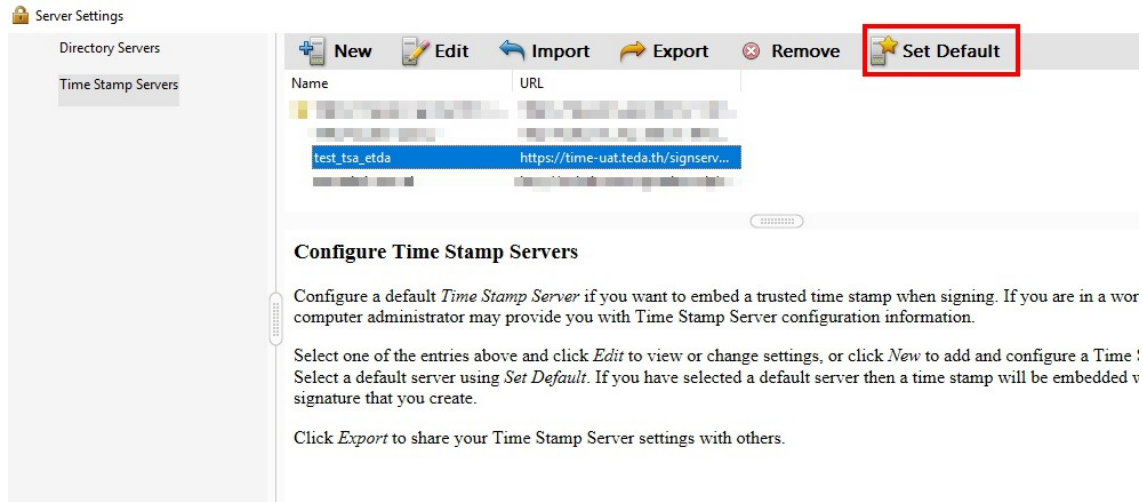 Server Settings
Directory Servers
Time Stamp Servers
New Edit Import Export Remove Set Default
Name URL
test_tsa_etda https://time-uat.teda.th/signserv...
Configure Time Stamp Servers
Configure a default Time Stamp Server if you want to embed a trusted time stamp when signing. If you are in a wor
computer administrator may provide you with Time Stamp Server configuration information.
Select one of the entries above and click Edit to view or change settings, or click New to add and configure a Time
Select a default server using Set Default. If you have selected a default server then a time stamp will be embedded
signature that you create.
Click Export to share your Time Stamp Server settings with others.